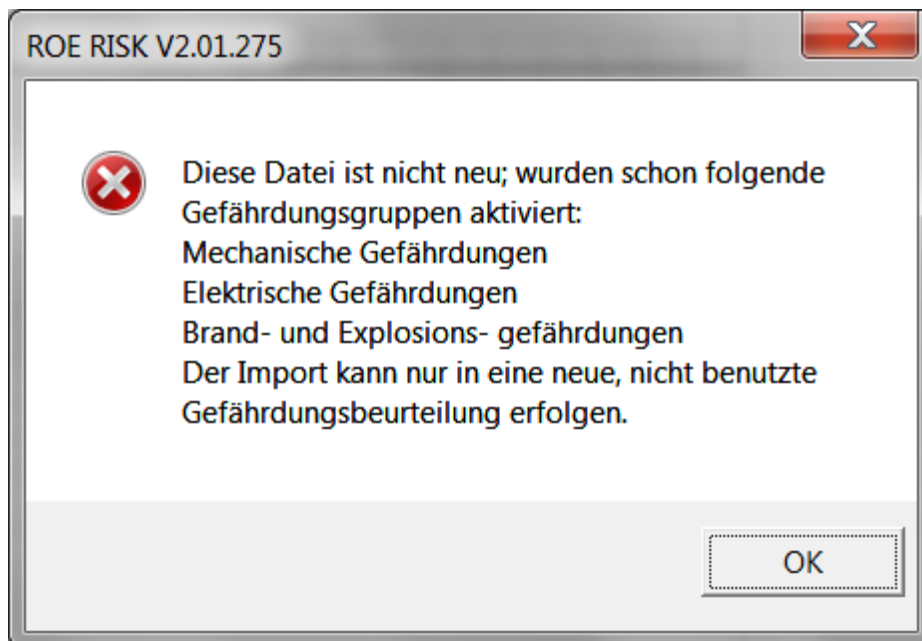 ROE RISK V2.01.275
Diese Datei ist nicht neu; wurden schon folgende
Gefährdungsgruppen aktiviert:
Mechanische Gefährdungen
Elektrische Gefährdungen
Brand- und Explosions- gefährdungen
Der Import kann nur in eine neue, nicht benutzte
Gefährdungsbeurteilung erfolgen.
OK